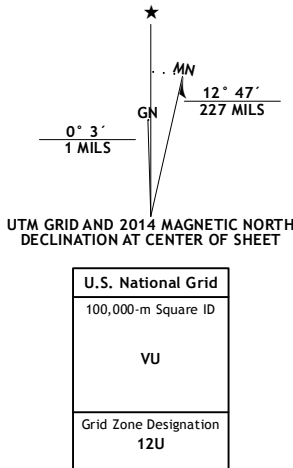 ★
MN
12° 47´
227 MILS
GN
0° 3´
1 MILS
UTM GRID AND 2014 MAGNETIC NORTH
DECLINATION AT CENTER OF SHEET
U.S. National Grid
100,000-m Square ID
VU
Grid Zone Designation
12U